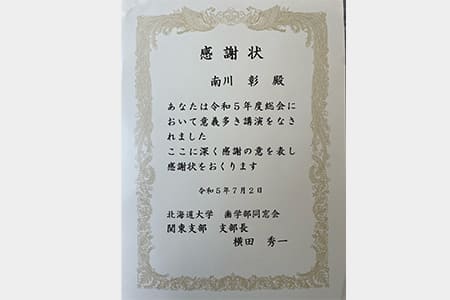 感謝状
南川 彰 殿
あなたは令和5年度総会に
おいて意義多き講演をなさ
れました
ここに深く感謝の意を表し
感謝状をおくります
令和5年7月2日
北海道大学 歯学部同窓会
関東支部 支部長
横田 秀一